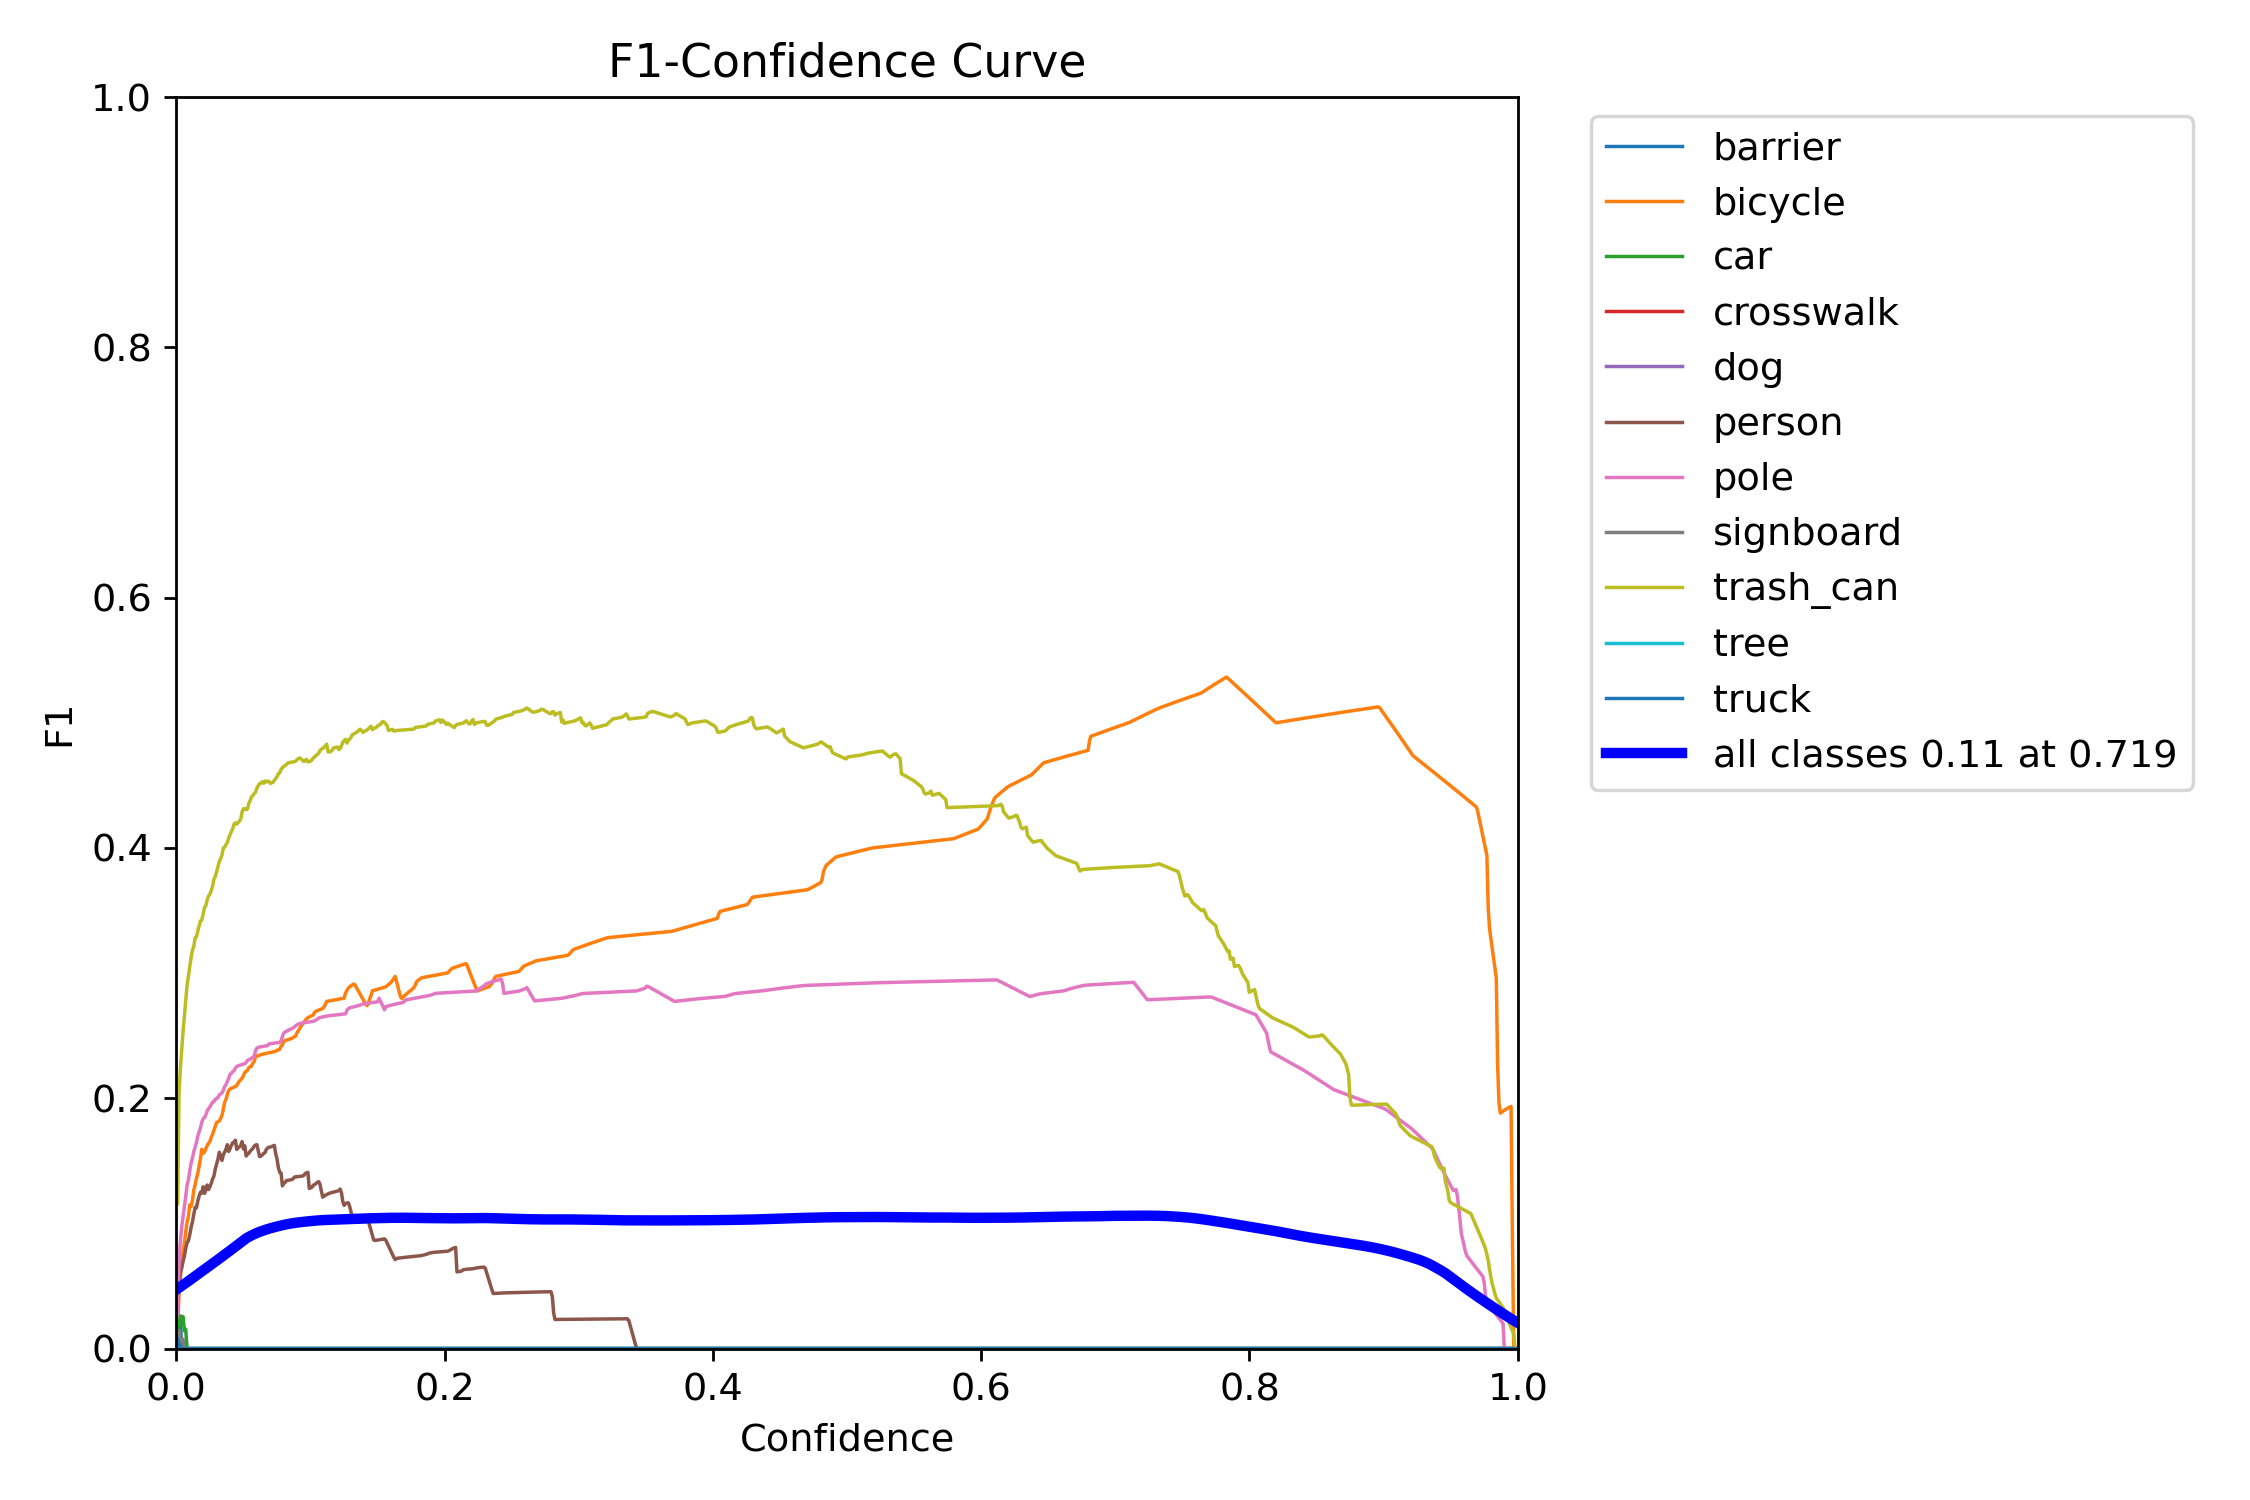 F1-Confidence Curve
1.0
0.8
0.6
0.4
0.2
0.0
F1
0.0 0.2 0.4 0.6 0.8 1.0
Confidence
barrier
bicycle
car
crosswalk
dog
person
pole
signboard
trash_can
tree
truck
all classes 0.11 at 0.719